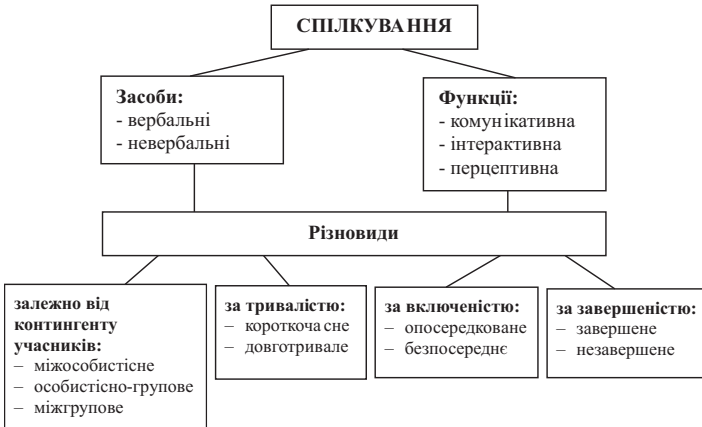 СПІЛКУВАННЯ
Засоби:
- вербальні
- невербальні
Функції:
- комунікативна
- інтерактивна
- перцептивна
Різновиди
залежно від
контингенту
учасників:
– міжособистісне
– особистісно-групове
– міжгрупове
за тривалістю:
– короткочасне
– довготривале
за включеністю:
– опосередковане
– безпосереднє
за завершеністю:
– завершене
– незавершене